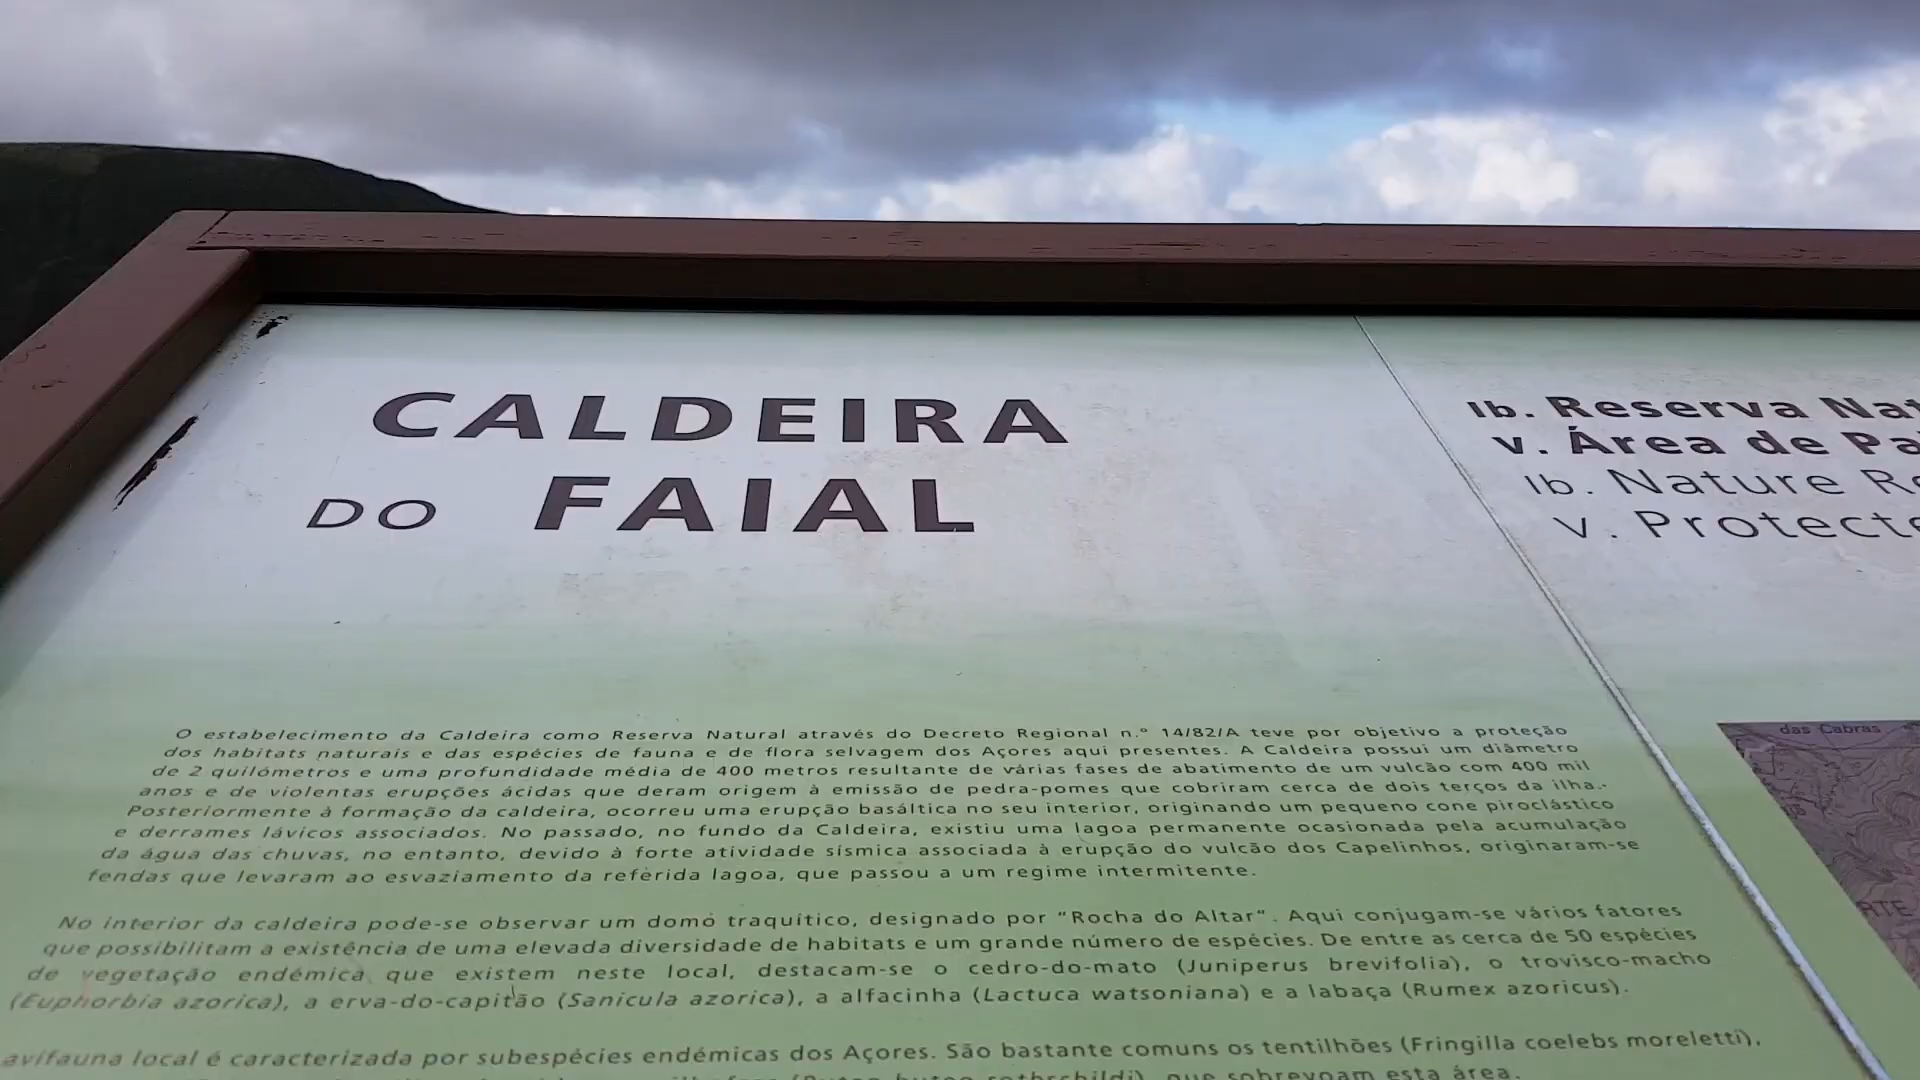 CALDEIRA
DO FAIAL
Ib. Reserva
v. Área de
Ib. Nature
v.
O estabelecimento da Caldeira como Reserva Natural através do Decreto Regional n.º 14/82/A teve por objetivo a proteção
dos habitats naturais e das espécies de fauna e de flora selvagem dos Açores aqui presentes. A Caldeira possui um diâmetro
de 2 quilómetros e uma profundidade média de 400 metros resultante de várias fases de abatimento de um vulcão com 400 mil
anos e de violentas erupções ácidas que deram origem à emissão de pedra-pomes que cobriram cerca de dois terços da ilha.
Posteriormente à formação da caldeira, ocorreu uma erupção basáltica no seu interior, originando um pequeno cone piroclástico
e derrames lávicos associados. No passado, no fundo da Caldeira, existiu uma lagoa permanente ocasionada pela acumulação
da água das chuvas, no entanto, devido à forte atividade sísmica associada à erupção do vulcão dos Capelinhos, originaram-se
fendas que levaram ao esvaziamento da referida lagoa, que passou a um regime intermitente.
No interior da caldeira pode-se observar um domo traquítico, designado por “Rocha do Altar”. Aqui conjugam-se vários fatores
que possibilitam a existência de uma elevada diversidade de habitats e um grande número de espécies. De entre as cerca de 50 espécies
de vegetação endémica que existem neste local, destacam-se o cedro-do-mato (Juniperus brevifolia), o trovisco-macho
(Euphorbia azorica), a erva-do-capitão (Sanicula azorica), a alfacinha (Lactuca watsoniana) e a labaça (Rumex azoricus).
avifauna local é caracterizada por subespécies endémicas dos Açores. São bastante comuns os tentilhões (Fringilla coelebs moreletti),
que sobrevoam esta área.
das Cabras